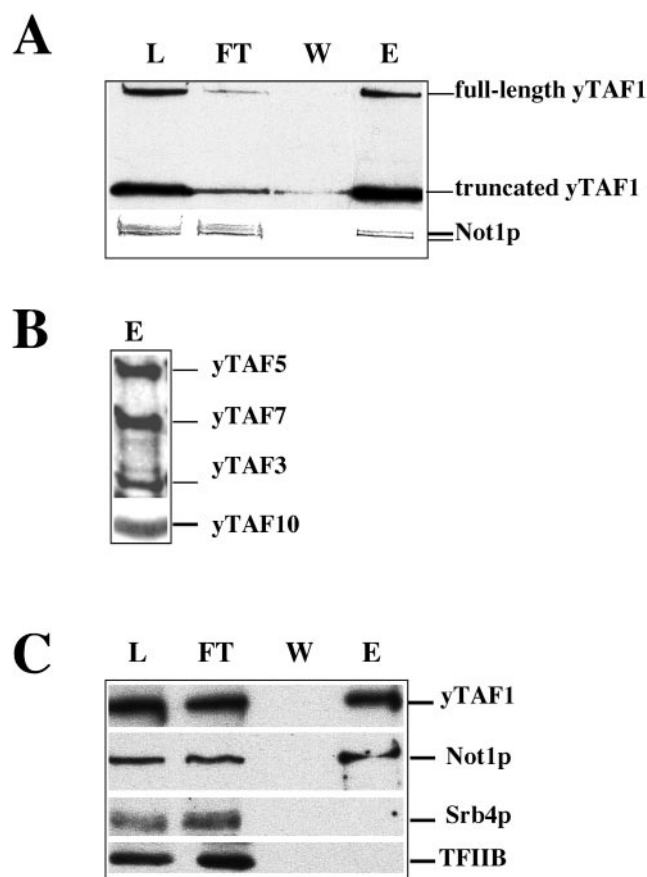 A
L FT W E
full-length yTAF1
truncated yTAF1
Not1p
B
E
yTAF5
yTAF7
yTAF3
yTAF10
C
L FT W E
yTAF1
Not1p
Srb4p
TFIIB